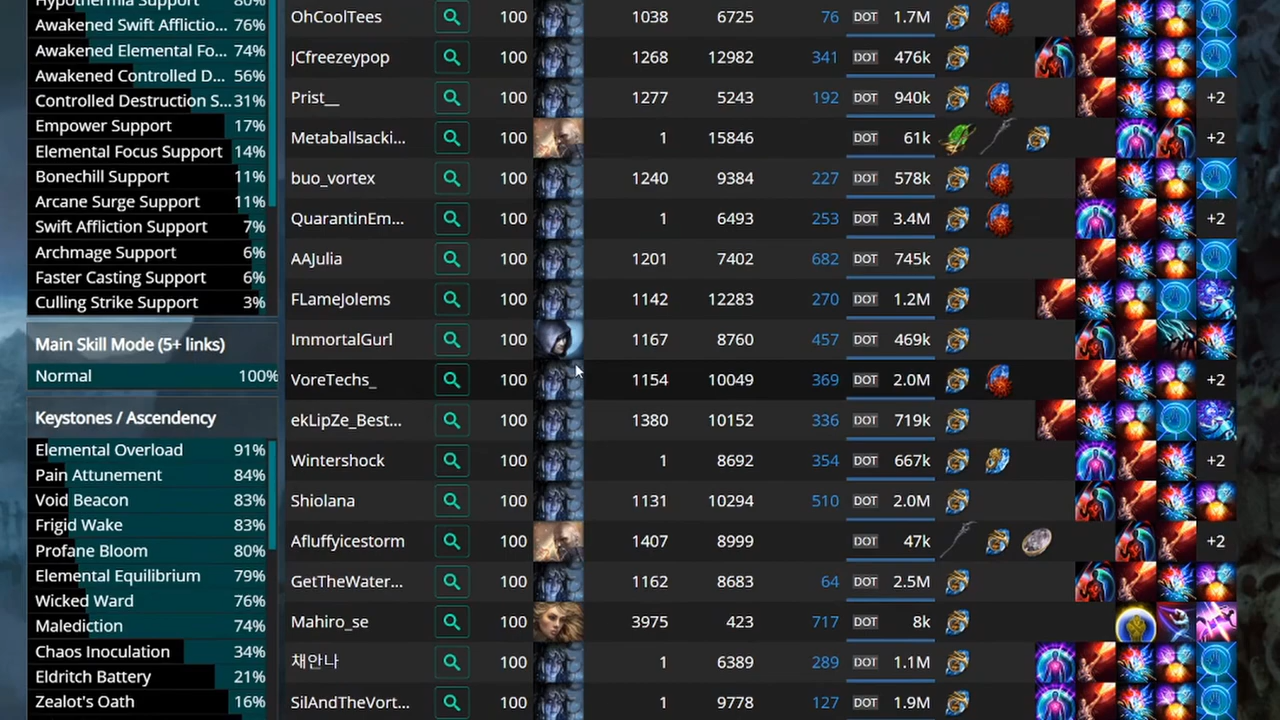 Hypothermia Support 86%
Awakened Swift Afflictio... 76%
Awakened Elemental Fo... 74%
Awakened Controlled D... 56%
Controlled Destruction S... 31%
Empower Support 17%
Elemental Focus Support 14%
Bonechill Support 11%
Arcane Surge Support 11%
Swift Affliction Support 7%
Archmage Support 6%
Faster Casting Support 6%
Culling Strike Support 3%
Main Skill Mode (5+ links)
Normal 100%
Keystones / Ascendency
Elemental Overload 91%
Pain Attunement 84%
Void Beacon 83%
Frigid Wake 83%
Profane Bloom 80%
Elemental Equilibrium 79%
Wicked Ward 76%
Malediction 74%
Chaos Inoculation 34%
Eldritch Battery 21%
Zealot's Oath 16%
OhCoolTees 100 1038 6725 76 DOT 1.7M
JCfreezeypop 100 1268 12982 341 DOT 476k
Prist__ 100 1277 5243 192 DOT 940k +2
Metaballsacki... 100 1 15846 DOT 61k +2
buo_vortex 100 1240 9384 227 DOT 578k
QuarantinEm... 100 1 6493 253 DOT 3.4M +2
AAJulia 100 1201 7402 682 DOT 745k
FLameJolems 100 1142 12283 270 DOT 1.2M
ImmortalGurl 100 1167 8760 457 DOT 469k
VoreTechs_ 100 1154 10049 369 DOT 2.0M +2
ekLipZe_Best... 100 1380 10152 336 DOT 719k
Wintershock 100 1 8692 354 DOT 667k +2
Shiolana 100 1131 10294 510 DOT 2.0M
Afluffyicestorm 100 1407 8999 DOT 47k +2
GetTheWater... 100 1162 8683 64 DOT 2.5M
Mahiro_se 100 3975 423 717 DOT 8k
채안나 100 1 6389 289 DOT 1.1M
SilAndTheVort... 100 1 9778 127 DOT 1.9M